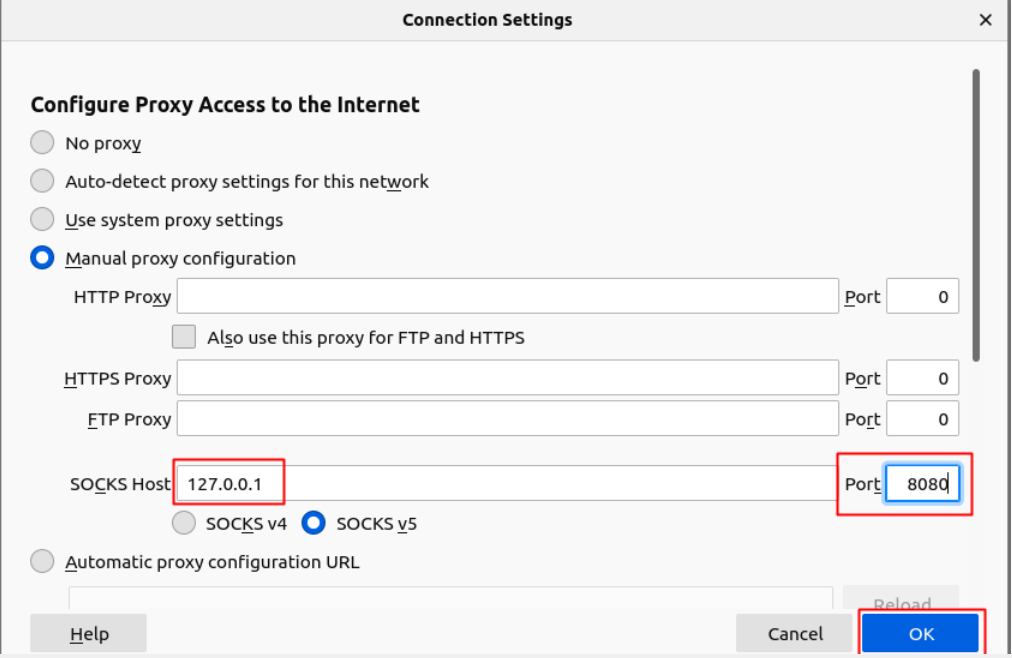 Connection Settings ×
Configure Proxy Access to the Internet
No proxy
Auto-detect proxy settings for this network
Use system proxy settings
Manual proxy configuration
HTTP Proxy Port 0
Also use this proxy for FTP and HTTPS
HTTPS Proxy Port 0
FTP Proxy Port 0
SOCKS Host 127.0.0.1 Port 8080
SOCKS v4 SOCKS v5
Automatic proxy configuration URL
Reload
Help Cancel OK